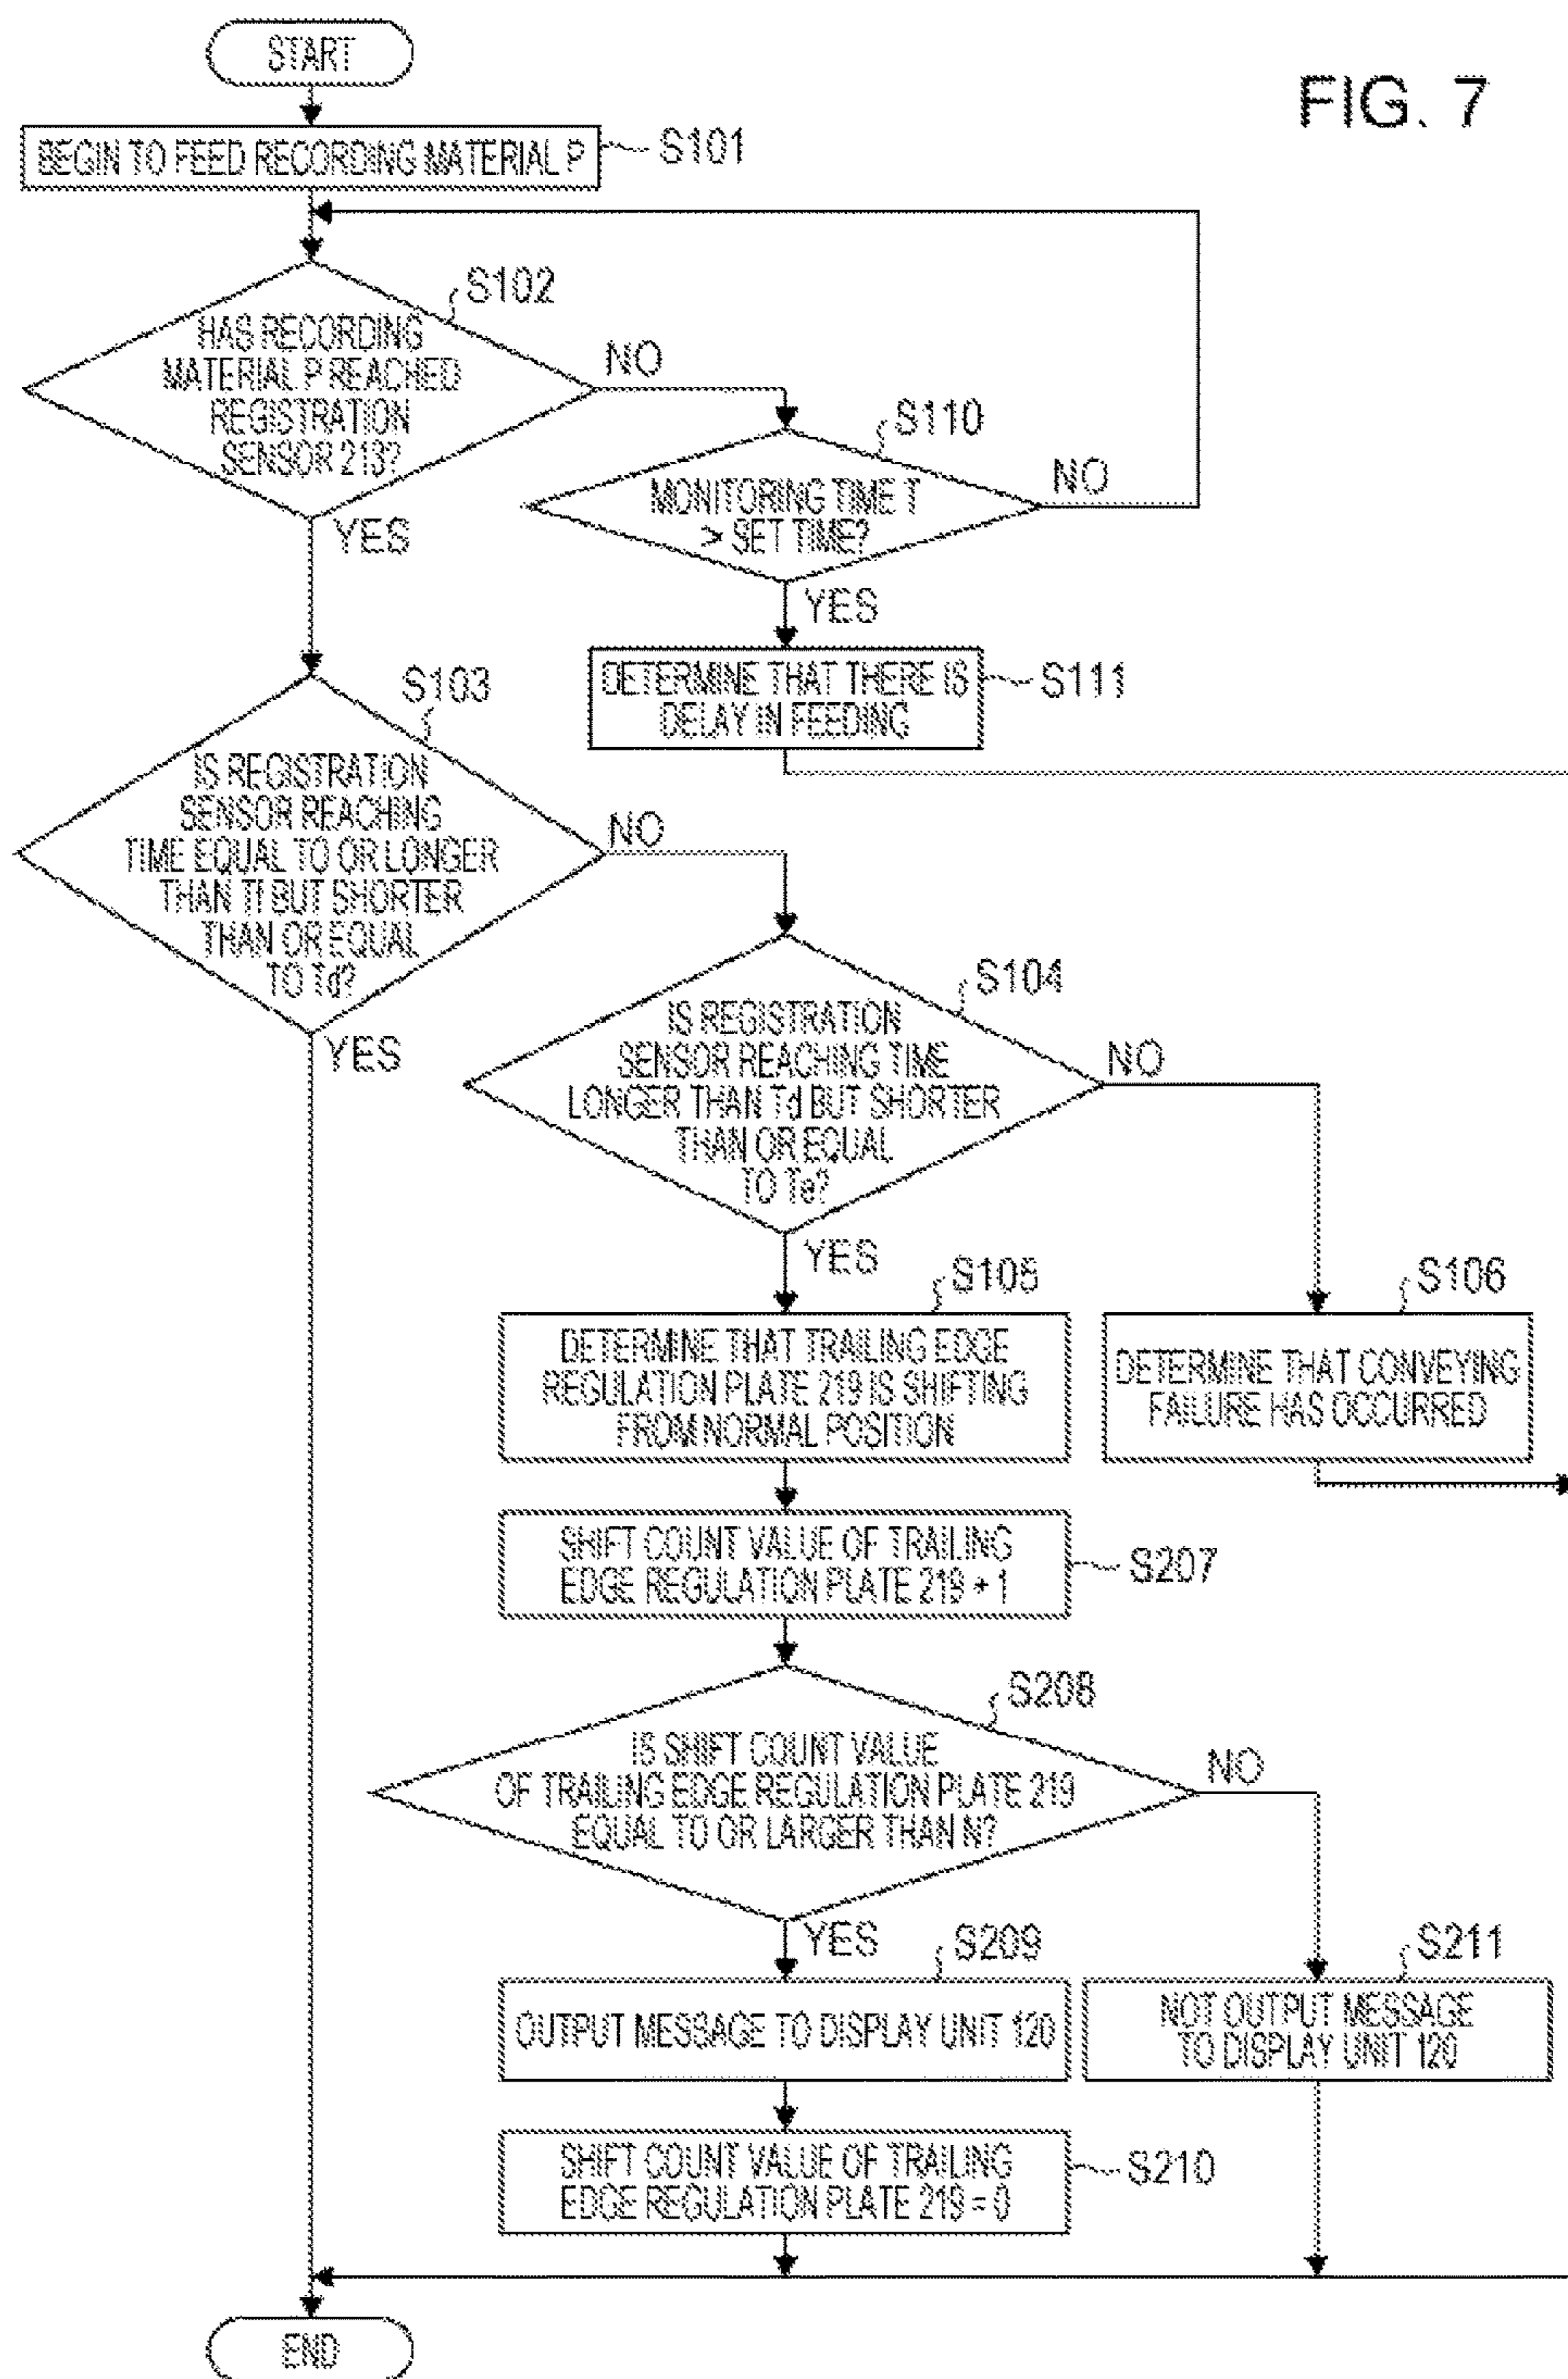 FIG. 7
START
BEGIN TO FEED RECORDING MATERIAL P
S101
HAS RECORDING
MATERIAL P REACHED
REGISTRATION
SENSOR 213?
S102
NO
YES
MONITORING TIME T
> SET TIME?
S110
NO
YES
DETERMINE THAT THERE IS
DELAY IN FEEDING
S111
IS REGISTRATION
SENSOR REACHING
TIME EQUAL TO OR LONGER
THAN Tf BUT SHORTER
THAN OR EQUAL
TO Td?
S103
NO
YES
IS REGISTRATION
SENSOR REACHING TIME
LONGER THAN Td BUT SHORTER
THAN OR EQUAL
TO Te?
S104
NO
YES
DETERMINE THAT TRAILING EDGE
REGULATION PLATE 219 IS SHIFTING
FROM NORMAL POSITION
S105
DETERMINE THAT CONVEYING
FAILURE HAS OCCURRED
S106
SHIFT COUNT VALUE OF TRAILING
EDGE REGULATION PLATE 219 + 1
S207
IS SHIFT COUNT VALUE
OF TRAILING EDGE REGULATION PLATE 219
EQUAL TO OR LARGER THAN N?
S208
NO
YES
OUTPUT MESSAGE TO DISPLAY UNIT 120
S209
NOT OUTPUT MESSAGE
TO DISPLAY UNIT 120
S211
SHIFT COUNT VALUE OF TRAILING
EDGE REGULATION PLATE 219 = 0
S210
END